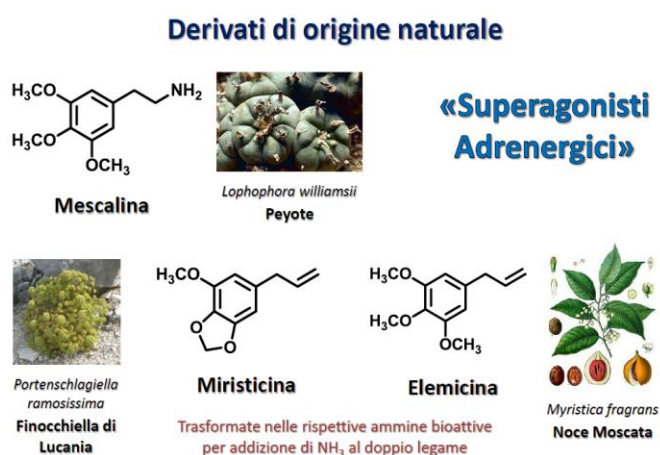 Derivati di origine naturale
H₃CO
NH₂
H₃CO
OCH₃
Mescalina
Lophophora williamsii
Peyote
«Superagonisti
Adrenergici»
Portenschlagiella
ramosissima
Finocchiella di
Lucania
H₃CO
O
O
Miristicina
H₃CO
H₃CO
OCH₃
Elemicina
Myristica fragrans
Noce Moscata
Trasformate nelle rispettive ammine bioattive
per addizione di NH₃ al doppio legame